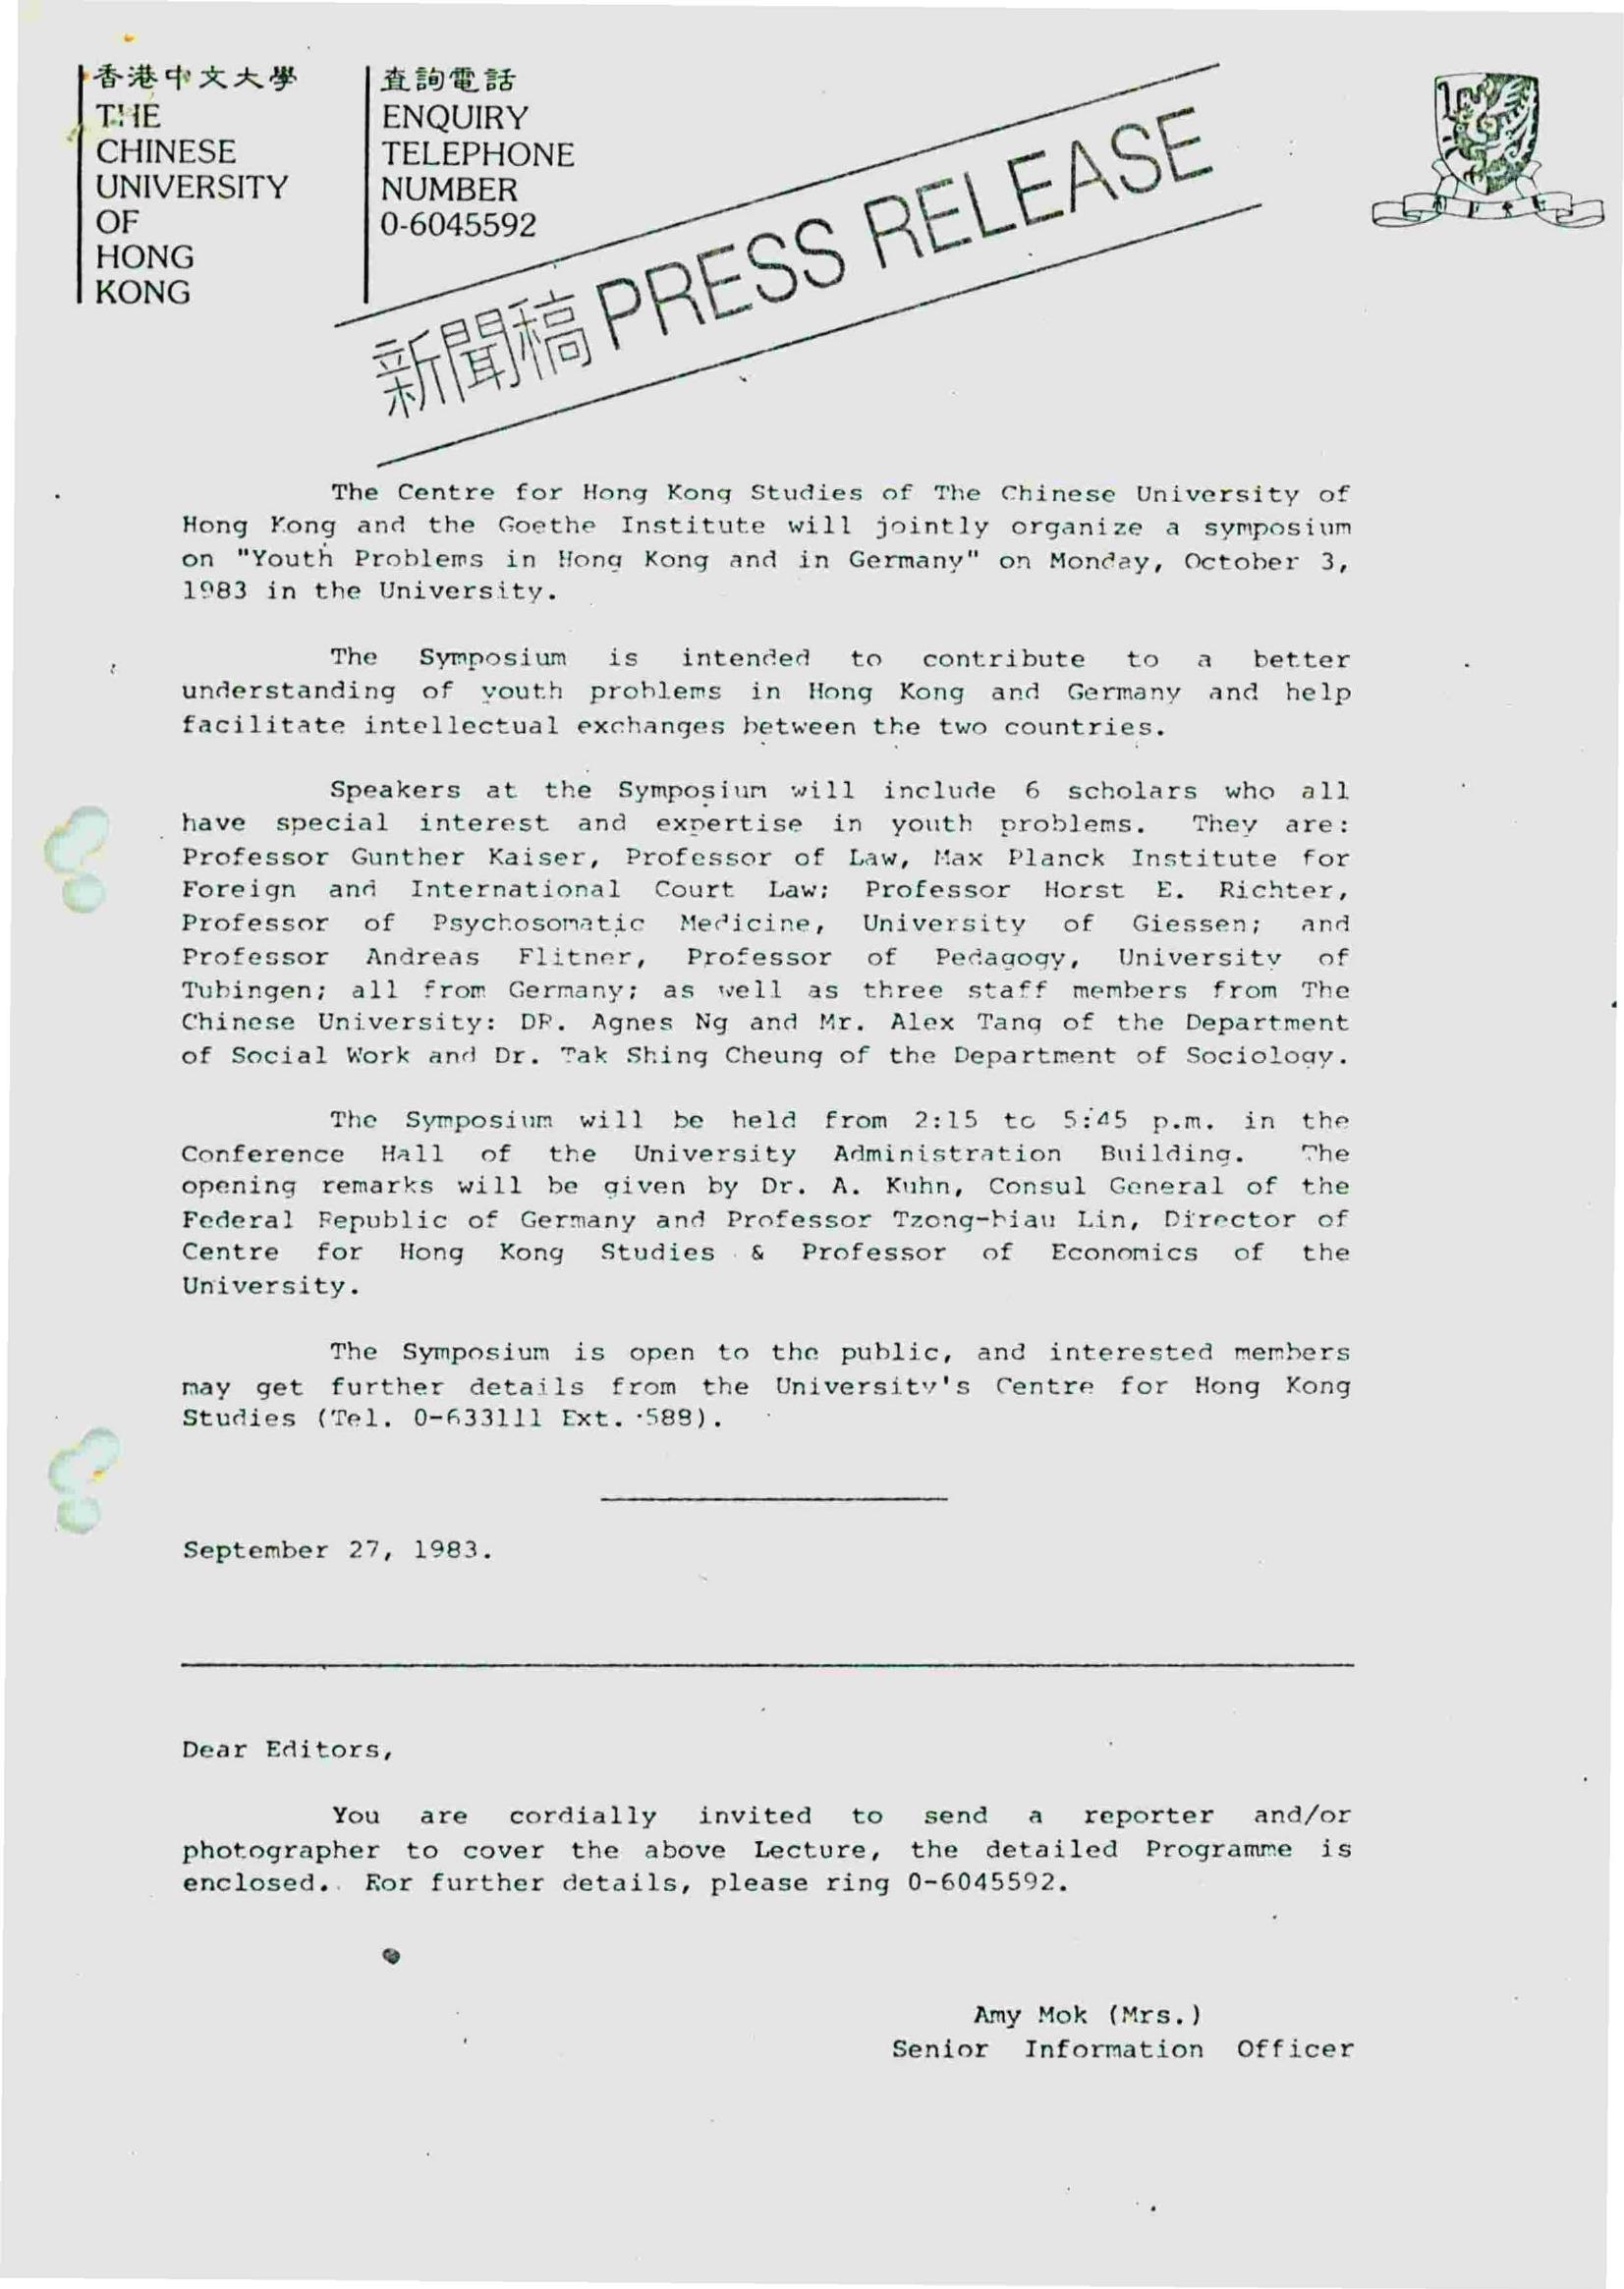 香港中文大學
THE
CHINESE
UNIVERSITY
OF
HONG
KONG
查詢電話
ENQUIRY
TELEPHONE
NUMBER
0-6045592
新聞稿 PRESS RELEASE
The Centre for Hong Kong Studies of The Chinese University of
Hong Kong and the Goethe Institute will jointly organize a symposium
on "Youth Problems in Hong Kong and in Germany" on Monday, October 3,
1983 in the University.
The Symposium is intended to contribute to a better
understanding of youth problems in Hong Kong and Germany and help
facilitate intellectual exchanges between the two countries.
Speakers at the Symposium will include 6 scholars who all
have special interest and expertise in youth problems. They are:
Professor Gunther Kaiser, Professor of Law, Max Planck Institute for
Foreign and International Court Law; Professor Horst E. Richter,
Professor of Psychosomatic Medicine, University of Giessen; and
Professor Andreas Flitner, Professor of Pedagogy, University of
Tubingen; all from Germany; as well as three staff members from The
Chinese University: DR. Agnes Ng and Mr. Alex Tang of the Department
of Social Work and Dr. Tak Shing Cheung of the Department of Sociology.
The Symposium will be held from 2:15 to 5:45 p.m. in the
Conference Hall of the University Administration Building. The
opening remarks will be given by Dr. A. Kuhn, Consul General of the
Federal Republic of Germany and Professor Tzong-biau Lin, Director of
Centre for Hong Kong Studies & Professor of Economics of the
University.
The Symposium is open to the public, and interested members
may get further details from the University's Centre for Hong Kong
Studies (Tel. 0-633111 Ext. 588).
September 27, 1983.
Dear Editors,
You are cordially invited to send a reporter and/or
photographer to cover the above Lecture, the detailed Programme is
enclosed. For further details, please ring 0-6045592.
Amy Mok (Mrs.)
Senior Information Officer